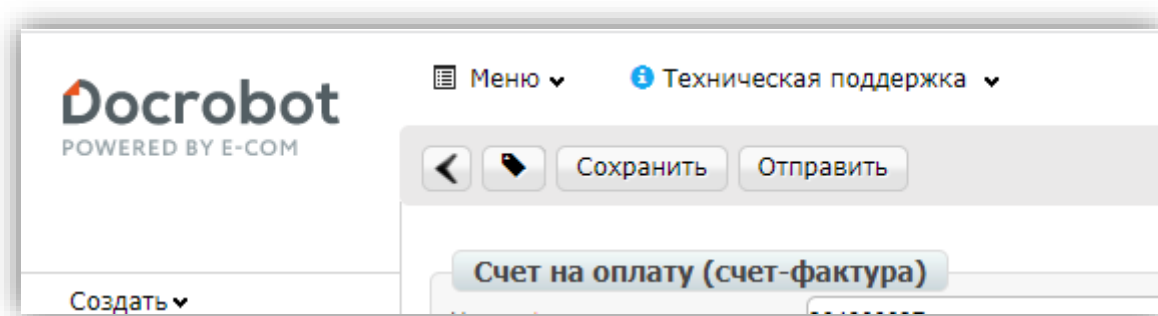 Docrobot
POWERED BY E-COM
Меню
Техническая поддержка
Сохранить Отправить
Счет на оплату (счет-фактура)
Создать